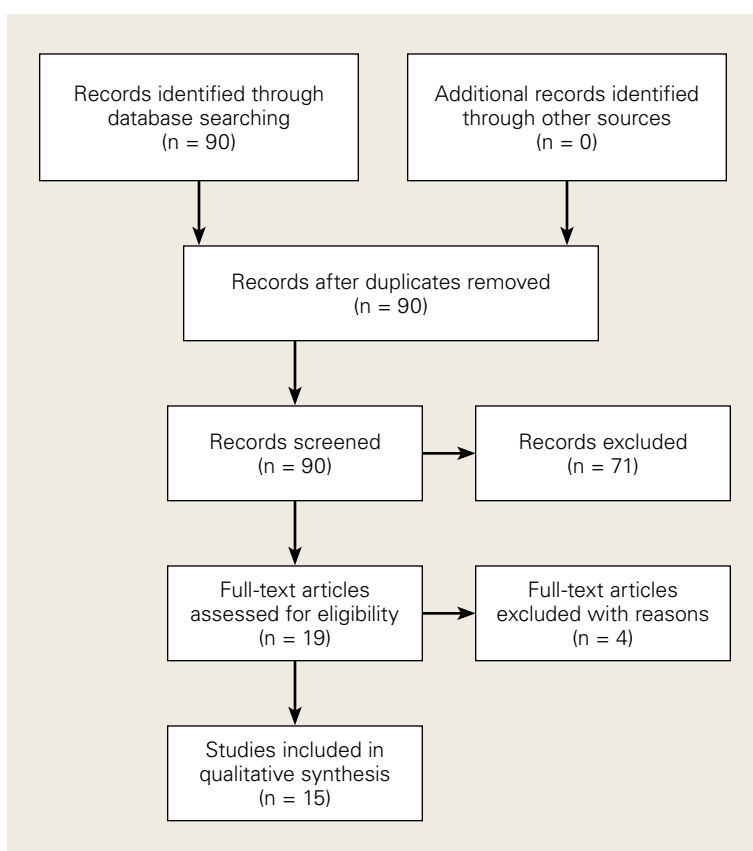 Records identified through
database searching
(n = 90)
Additional records identified
through other sources
(n = 0)
Records after duplicates removed
(n = 90)
Records screened
(n = 90)
Records excluded
(n = 71)
Full-text articles
assessed for eligibility
(n = 19)
Full-text articles
excluded with reasons
(n = 4)
Studies included in
qualitative synthesis
(n = 15)